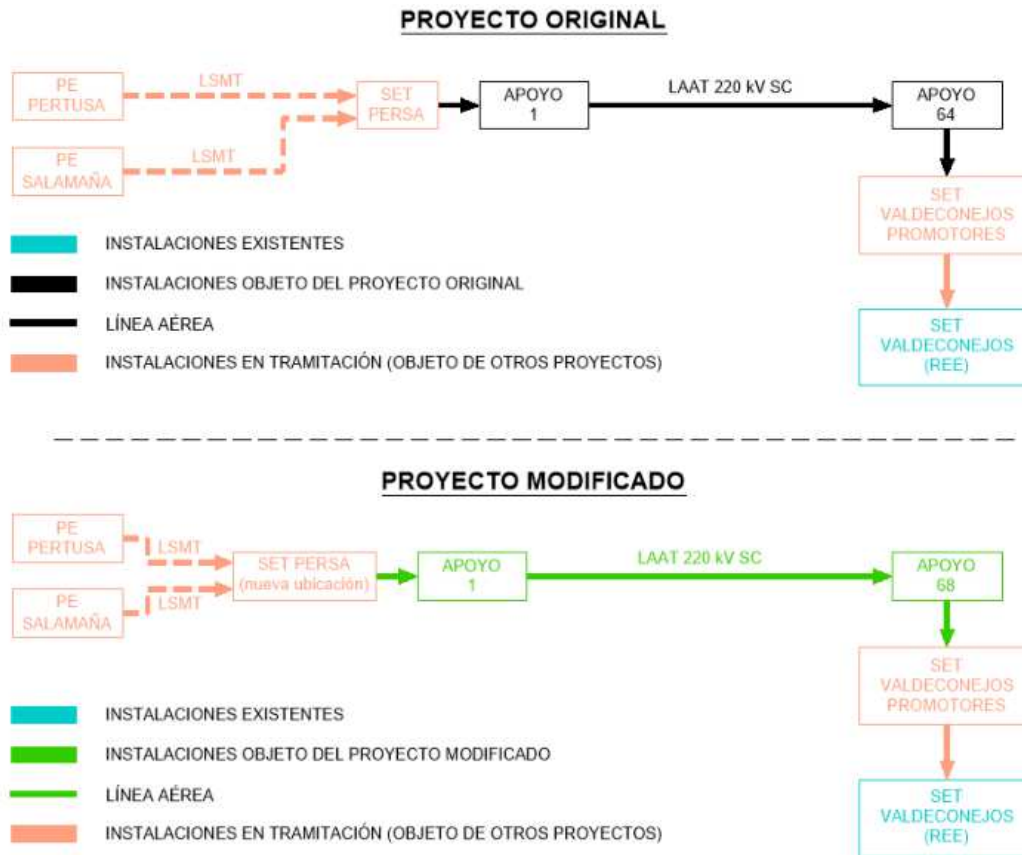 PROYECTO ORIGINAL
PE
PERTUSA
LSMT
SET
PERSA
APOYO
1
LAAT 220 kV SC
APOYO
64
PE
SALAMAÑA
LSMT
SET
VALDECONEJOS
PROMOTORES
SET
VALDECONEJOS
(REE)
INSTALACIONES EXISTENTES
INSTALACIONES OBJETO DEL PROYECTO ORIGINAL
LÍNEA AÉREA
INSTALACIONES EN TRAMITACIÓN (OBJETO DE OTROS PROYECTOS)
PROYECTO MODIFICADO
PE
PERTUSA
LSMT
SET PERSA
(nueva ubicación)
APOYO
1
LAAT 220 kV SC
APOYO
68
PE
SALAMAÑA
LSMT
SET
VALDECONEJOS
PROMOTORES
SET
VALDECONEJOS
(REE)
INSTALACIONES EXISTENTES
INSTALACIONES OBJETO DEL PROYECTO MODIFICADO
LÍNEA AÉREA
INSTALACIONES EN TRAMITACIÓN (OBJETO DE OTROS PROYECTOS)